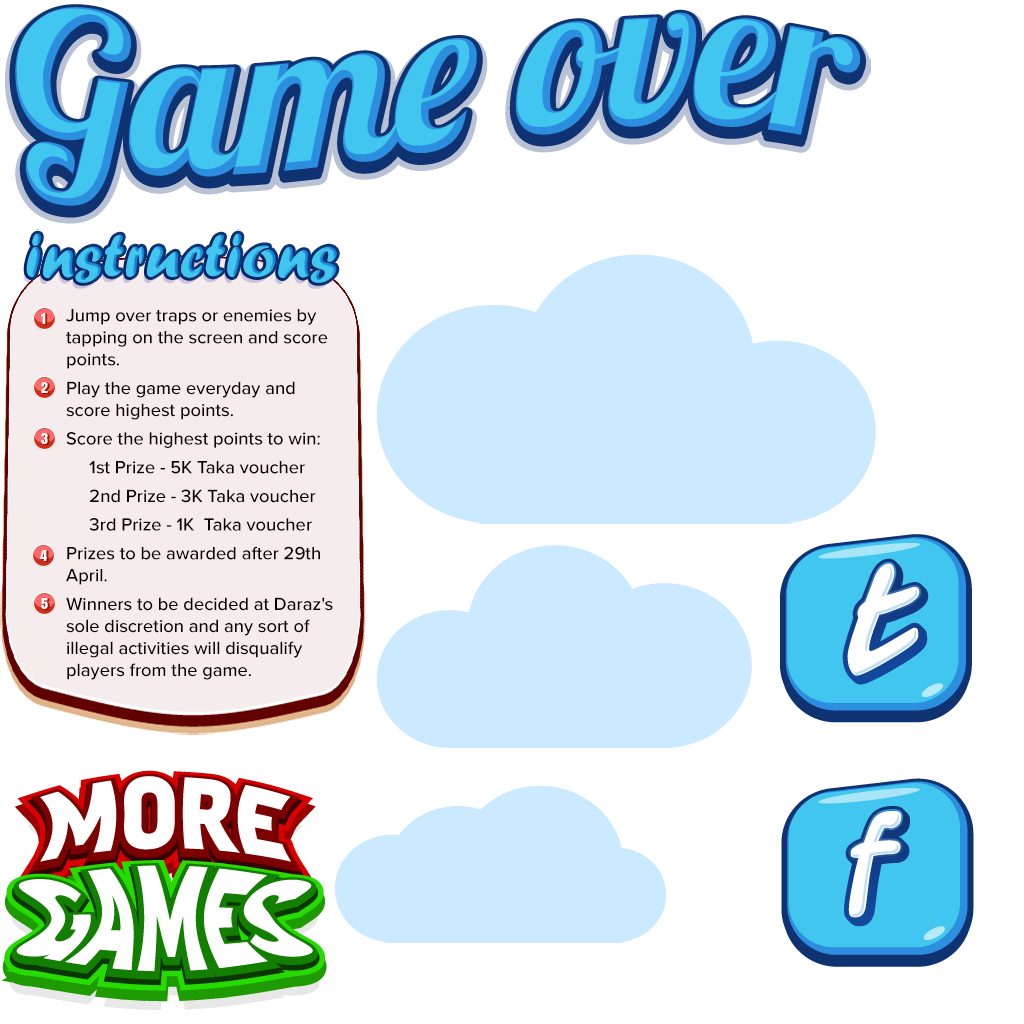 Game over
instructions
1 Jump over traps or enemies by
tapping on the screen and score
points.
2 Play the game everyday and
score highest points.
3 Score the highest points to win:
1st Prize - 5K Taka voucher
2nd Prize - 3K Taka voucher
3rd Prize - 1K  Taka voucher
4 Prizes to be awarded after 29th
April.
5 Winners to be decided at Daraz's
sole discretion and any sort of
illegal activities will disqualify
players from the game.
t
MORE
GAMES
f